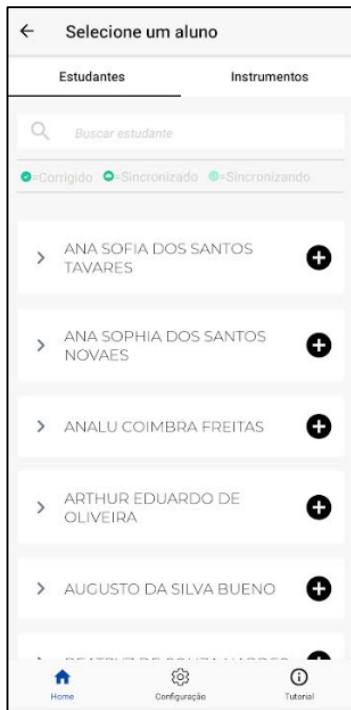 Selecione um aluno
Estudantes Instrumentos
Buscar estudante
=Corrigido =Sincronizado =Sincronizando
ANA SOFIA DOS SANTOS
TAVARES
ANA SOPHIA DOS SANTOS
NOVAES
ANALU COIMBRA FREITAS
ARTHUR EDUARDO DE
OLIVEIRA
AUGUSTO DA SILVA BUENO
Home Configuração Tutorial